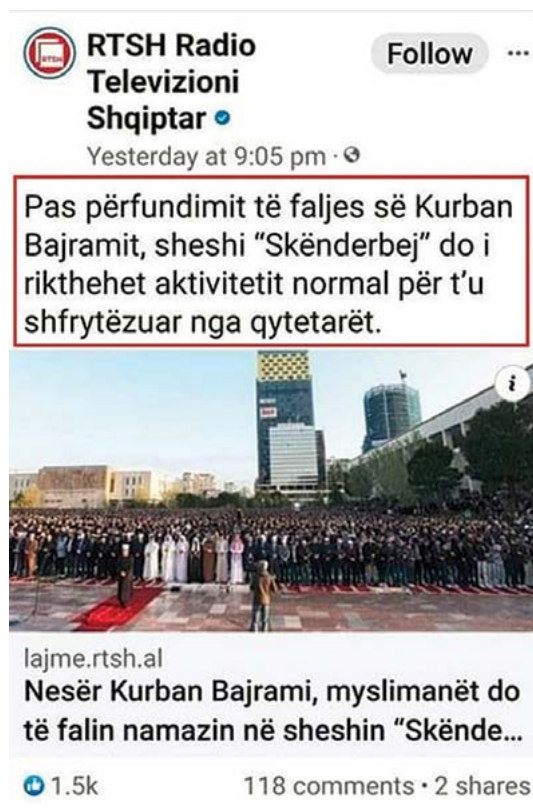 RTSH
RTSH Radio
Televizioni
Shqiptar
Follow
Yesterday at 9:05 pm ·
Pas përfundimit të faljes së Kurban
Bajramit, sheshi “Skënderbej” do i
rikthehet aktivitetit normal për t’u
shfrytëzuar nga qytetarët.
i
lajme.rtsh.al
Nesër Kurban Bajrami, myslimanët do
të falin namazin në sheshin “Skënde...
1.5k
118 comments • 2 shares